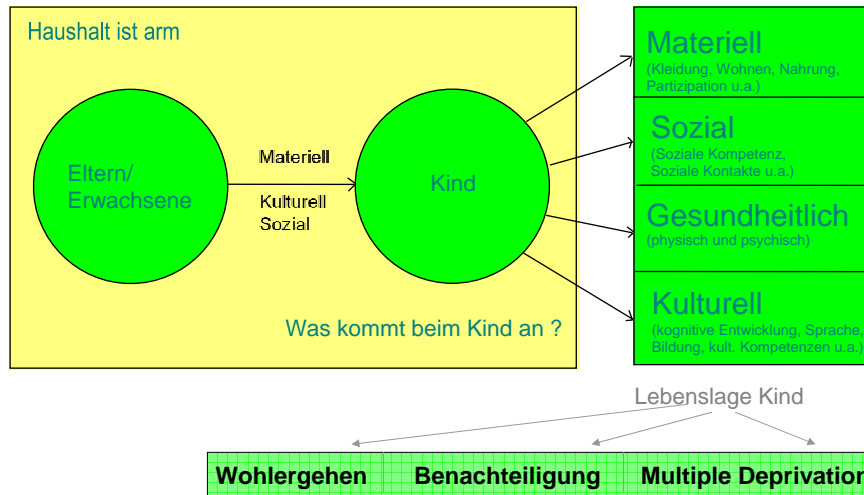 Haushalt ist arm
Eltern/
Erwachsene
Materiell
Kulturell
Sozial
Kind
Was kommt beim Kind an ?
Materiell
(Kleidung, Wohnen, Nahrung,
Partizipation u.a.)
Sozial
(Soziale Kompetenz,
Soziale Kontakte u.a.)
Gesundheitlich
(physisch und psychisch)
Kulturell
(kognitive Entwicklung, Sprache,
Bildung, kult. Kompetenzen u.a.)
Lebenslage Kind
Wohlergehen Benachteiligung Multiple Deprivation